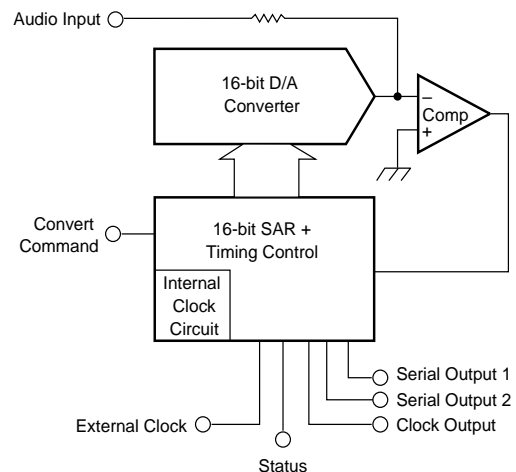 Audio Input
16-bit D/A
Converter
–
Comp
+
Convert
Command
16-bit SAR +
Timing Control
Internal
Clock
Circuit
Serial Output 1
Serial Output 2
External Clock
Clock Output
Status